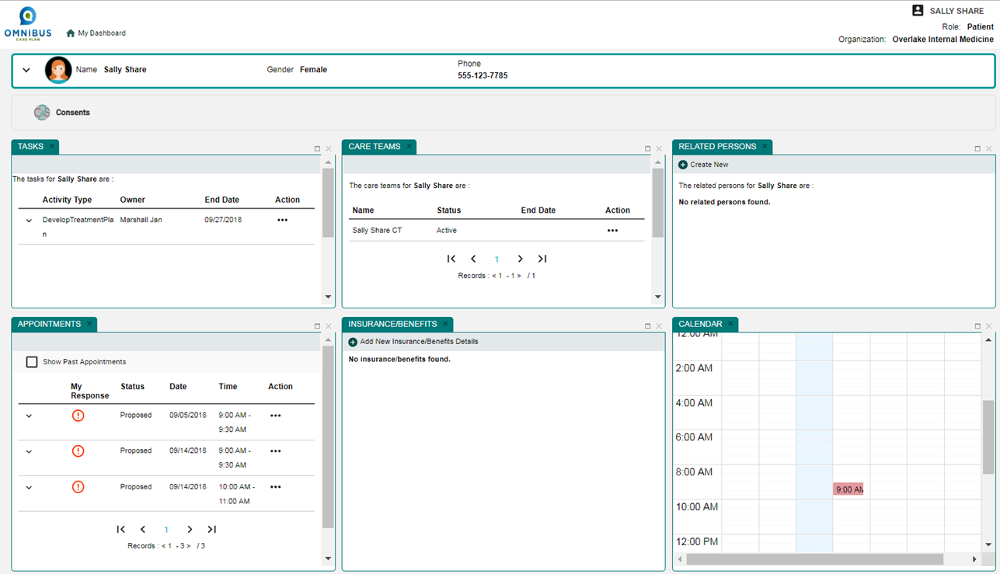 OMNIBUS
CARE PLAN
My Dashboard
SALLY SHARE
Role: Patient
Organization: Overlake Internal Medicine
Name Sally Share
Gender Female
Phone
555-123-7785
Consents
TASKS
The tasks for Sally Share are :
Activity Type Owner End Date Action
DevelopTreatmentPla Marshall Jan 09/27/2018
n
CARE TEAMS
The care teams for Sally Share are :
Name Status End Date Action
Sally Share CT Active
1
Records : < 1 - 1 > / 1
RELATED PERSONS
Create New
The related persons for Sally Share are :
No related persons found.
APPOINTMENTS
Show Past Appointments
My Status Date Time Action
Response
Proposed 09/05/2018 9:00 AM -
9:30 AM
Proposed 09/14/2018 9:00 AM -
9:30 AM
Proposed 09/14/2018 10:00 AM -
11:00 AM
1
Records : < 1 - 3 > / 3
INSURANCE/BENEFITS
Add New Insurance/Benefits Details
No insurance/benefits found.
CALENDAR
12:00 AM
2:00 AM
4:00 AM
6:00 AM
8:00 AM
9:00 AM
10:00 AM
12:00 PM